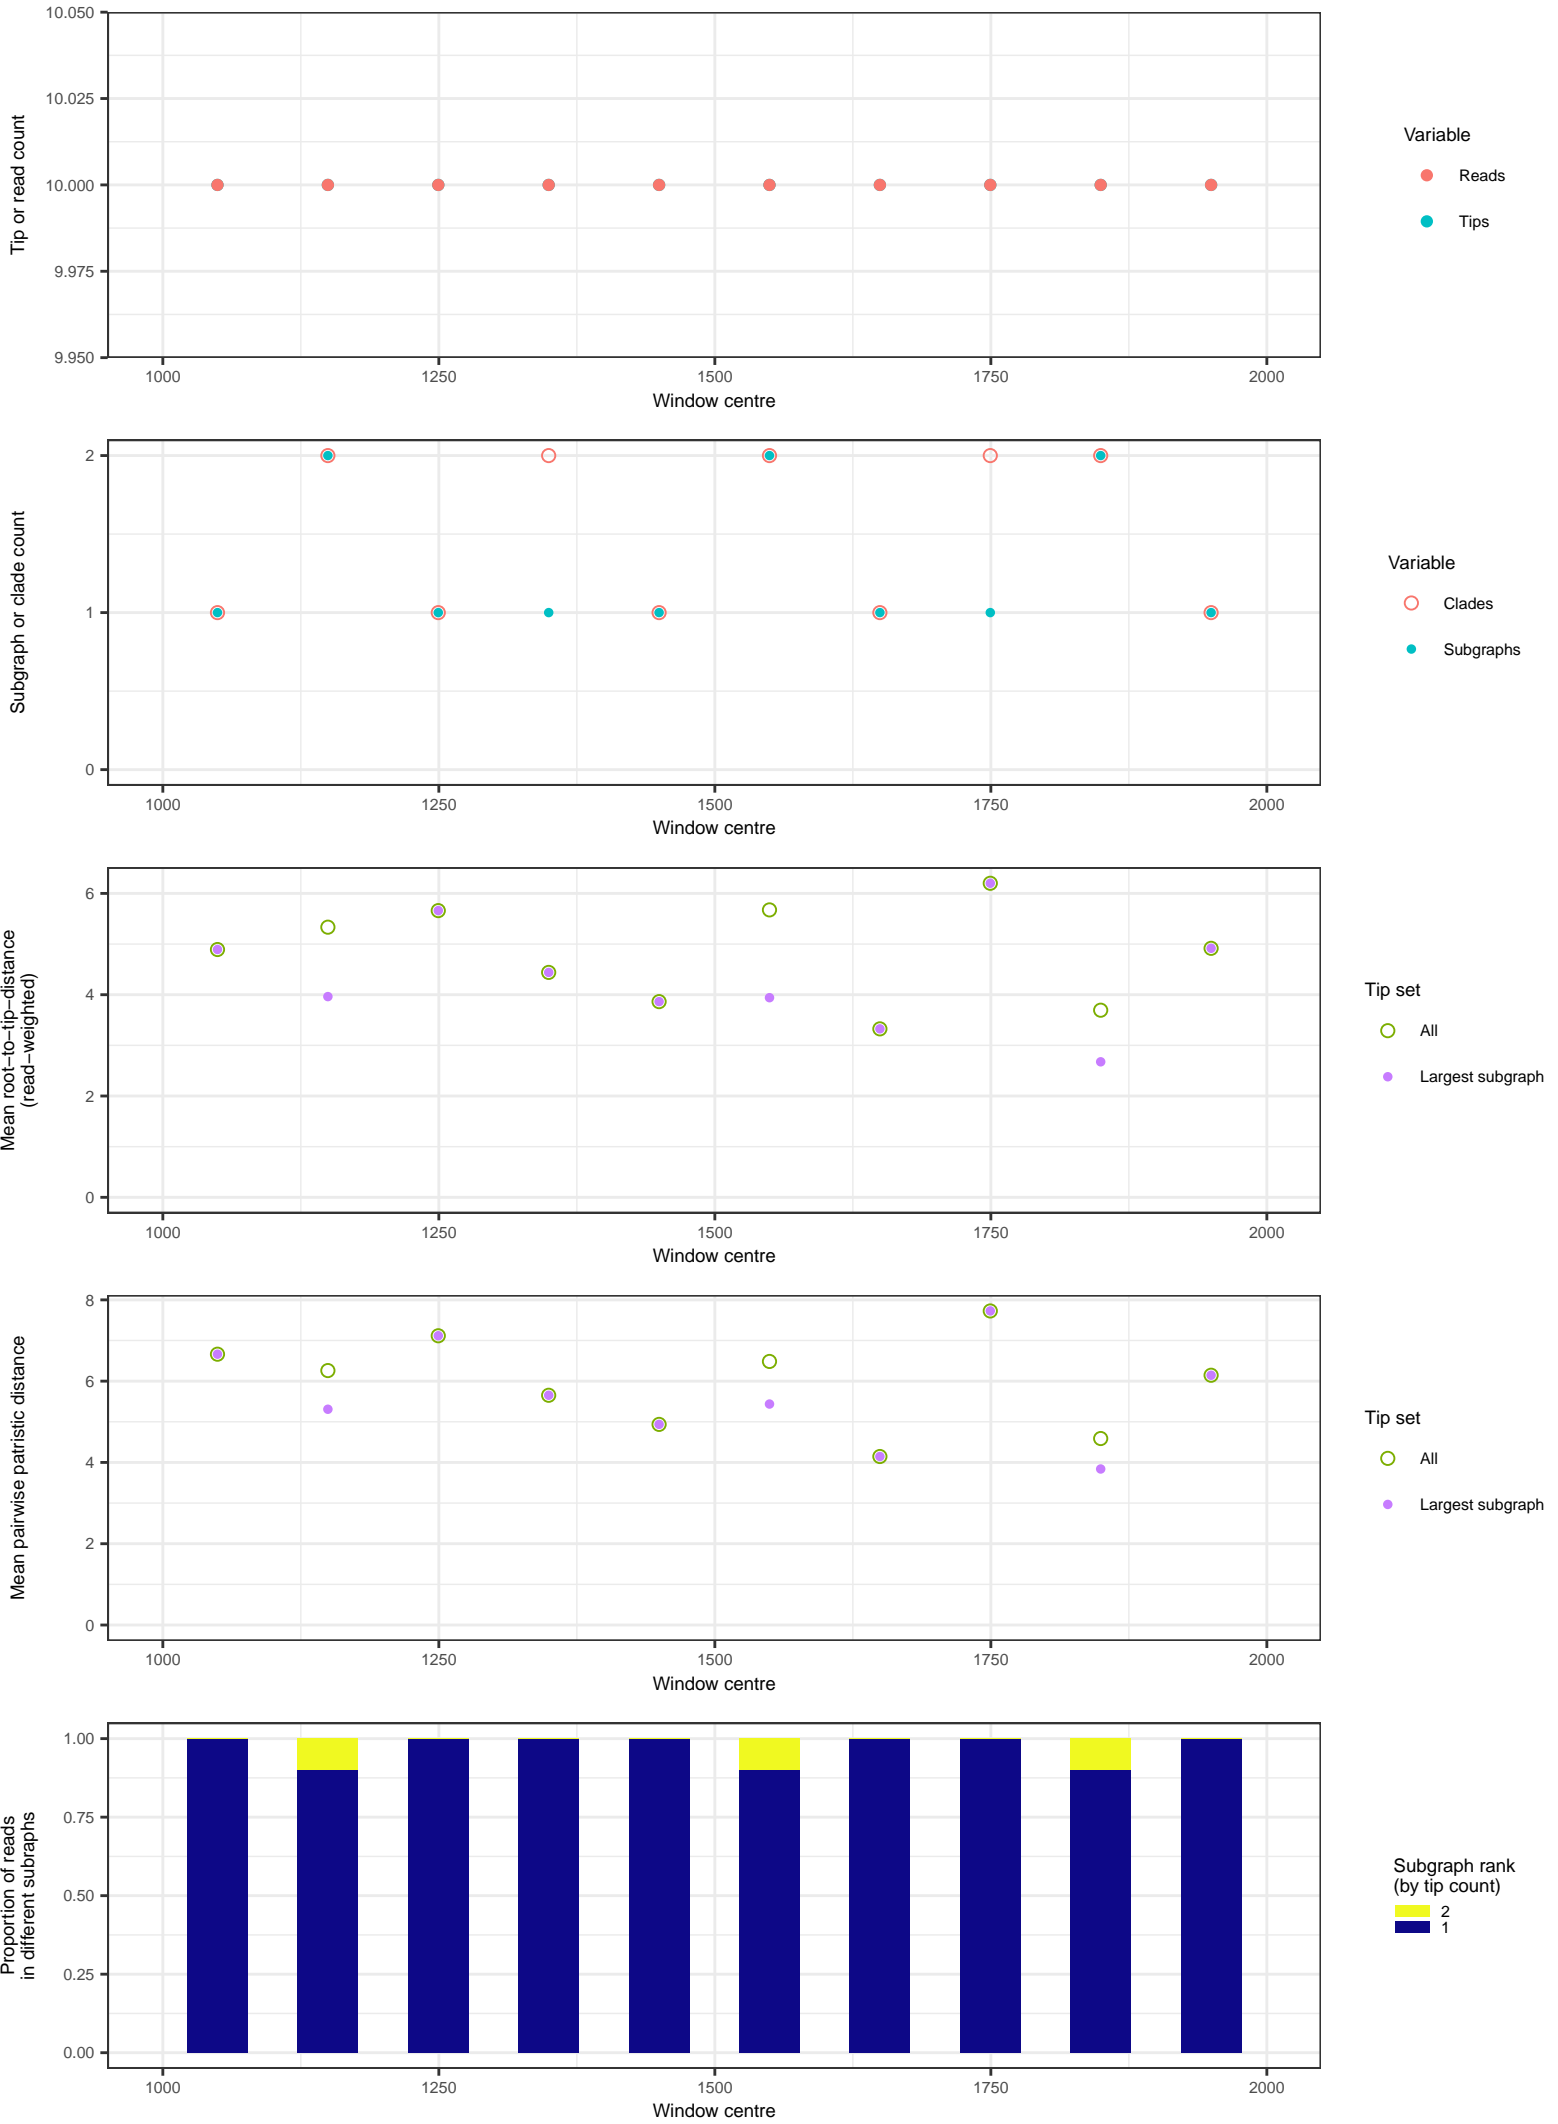 10.050
10.025
10.000
9.975
9.950
Tip or read count
1000 1250 1500 1750 2000
Window centre
Variable
Reads
Tips
2
1
0
Subgraph or clade count
1000 1250 1500 1750 2000
Window centre
Variable
Clades
Subgraphs
6
4
2
0
Mean root−to−tip−distance
(read−weighted)
1000 1250 1500 1750 2000
Window centre
Tip set
All
Largest subgraph
8
6
4
2
0
Mean pairwise patristic distance
1000 1250 1500 1750 2000
Window centre
Tip set
All
Largest subgraph
1.00
0.75
0.50
0.25
0.00
Proportion of reads
in different subraphs
1000 1250 1500 1750 2000
Window centre
Subgraph rank
(by tip count)
2
1